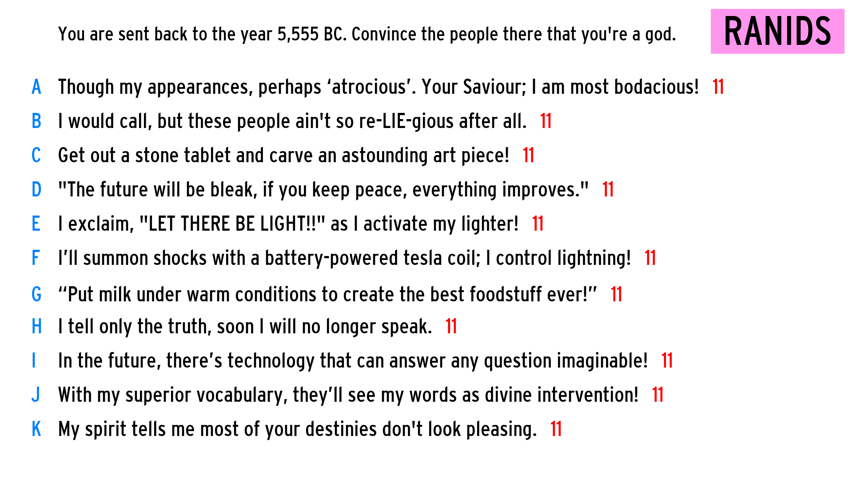 You are sent back to the year 5,555 BC. Convince the people there that you're a god.
RANIDS
A Though my appearances, perhaps ‘atrocious’. Your Saviour; I am most bodacious! 11
B I would call, but these people ain't so re-LIE-gious after all. 11
C Get out a stone tablet and carve an astounding art piece! 11
D "The future will be bleak, if you keep peace, everything improves." 11
E I exclaim, "LET THERE BE LIGHT!!" as I activate my lighter! 11
F I’ll summon shocks with a battery-powered tesla coil; I control lightning! 11
G “Put milk under warm conditions to create the best foodstuff ever!” 11
H I tell only the truth, soon I will no longer speak. 11
I In the future, there’s technology that can answer any question imaginable! 11
J With my superior vocabulary, they’ll see my words as divine intervention! 11
K My spirit tells me most of your destinies don't look pleasing. 11